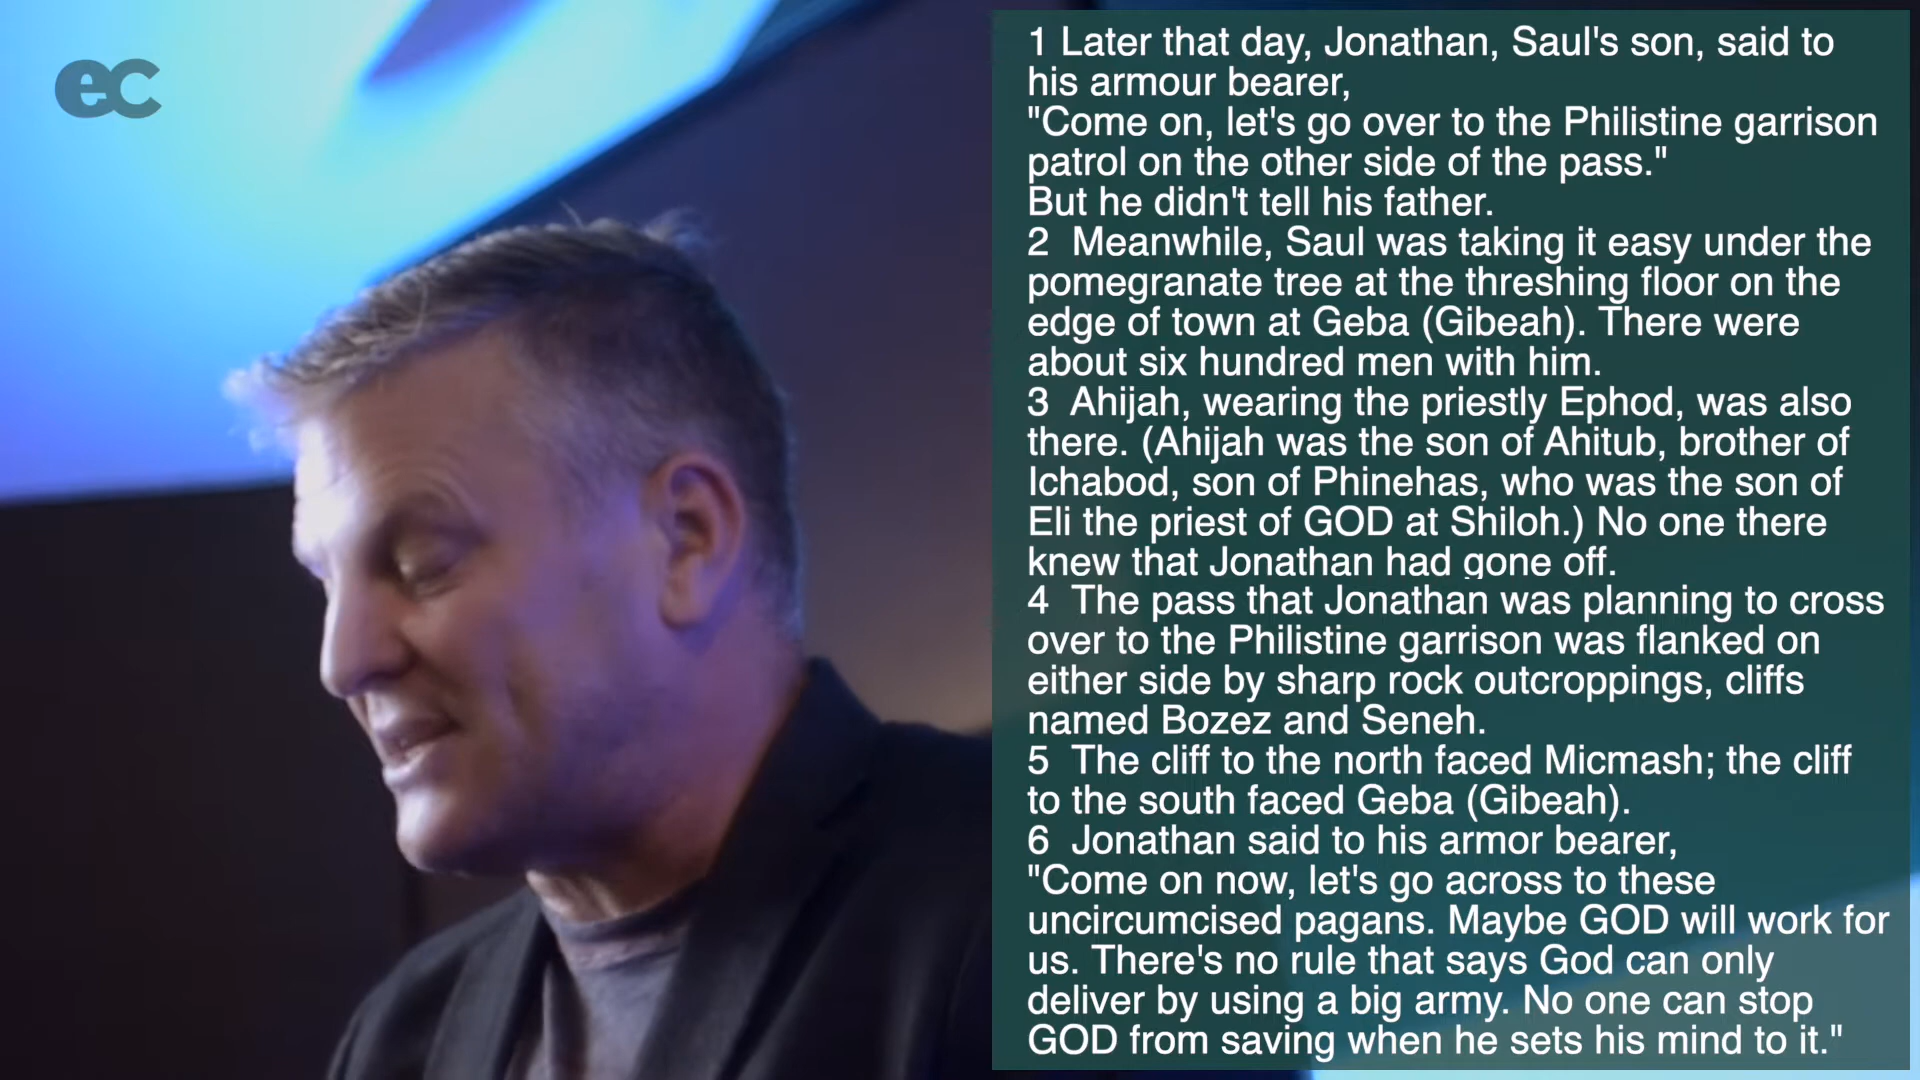 ec
1 Later that day, Jonathan, Saul's son, said to
his armour bearer,
"Come on, let's go over to the Philistine garrison
patrol on the other side of the pass."
But he didn't tell his father.
2  Meanwhile, Saul was taking it easy under the
pomegranate tree at the threshing floor on the
edge of town at Geba (Gibeah). There were
about six hundred men with him.
3  Ahijah, wearing the priestly Ephod, was also
there. (Ahijah was the son of Ahitub, brother of
Ichabod, son of Phinehas, who was the son of
Eli the priest of GOD at Shiloh.) No one there
knew that Jonathan had gone off.
4  The pass that Jonathan was planning to cross
over to the Philistine garrison was flanked on
either side by sharp rock outcroppings, cliffs
named Bozez and Seneh.
5  The cliff to the north faced Micmash; the cliff
to the south faced Geba (Gibeah).
6  Jonathan said to his armor bearer,
"Come on now, let's go across to these
uncircumcised pagans. Maybe GOD will work for
us. There's no rule that says God can only
deliver by using a big army. No one can stop
GOD from saving when he sets his mind to it."